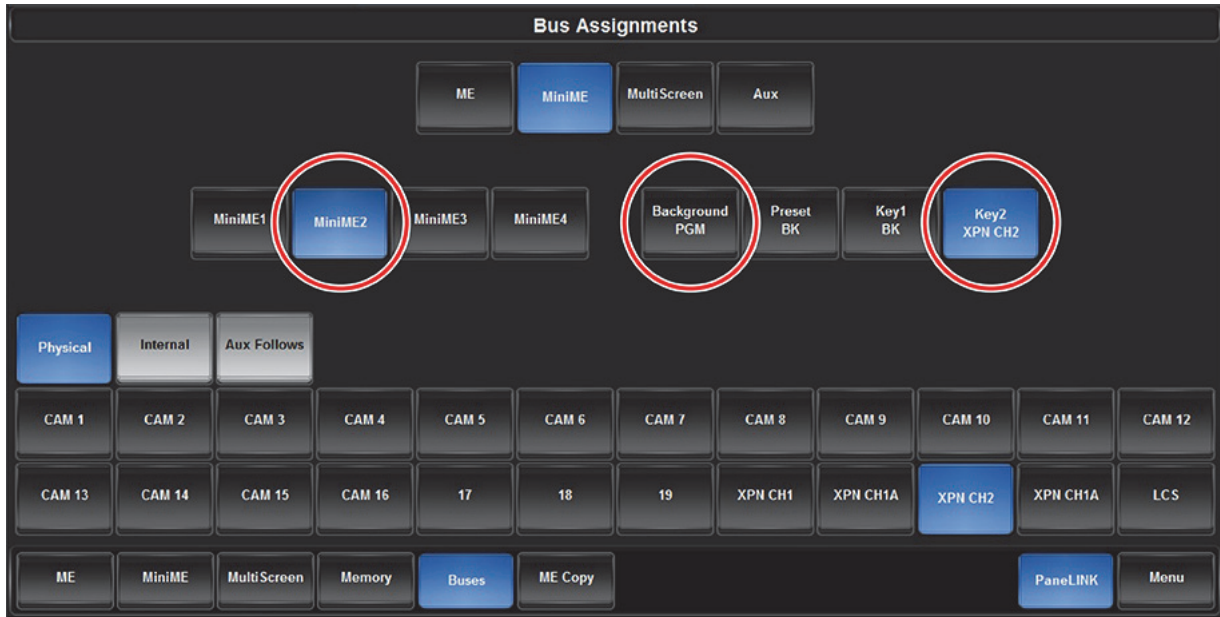 Bus Assignments
ME MiniME MultiScreen Aux
MiniME1 MiniME2 MiniME3 MiniME4 Background PGM Preset BK Key1 BK Key2 XPN CH2
Physical Internal Aux Follows
CAM 1 CAM 2 CAM 3 CAM 4 CAM 5 CAM 6 CAM 7 CAM 8 CAM 9 CAM 10 CAM 11 CAM 12
CAM 13 CAM 14 CAM 15 CAM 16 17 18 19 XPN CH1 XPN CH1A XPN CH2 XPN CH1A LCS
ME MiniME MultiScreen Memory Buses ME Copy PaneLINK Menu